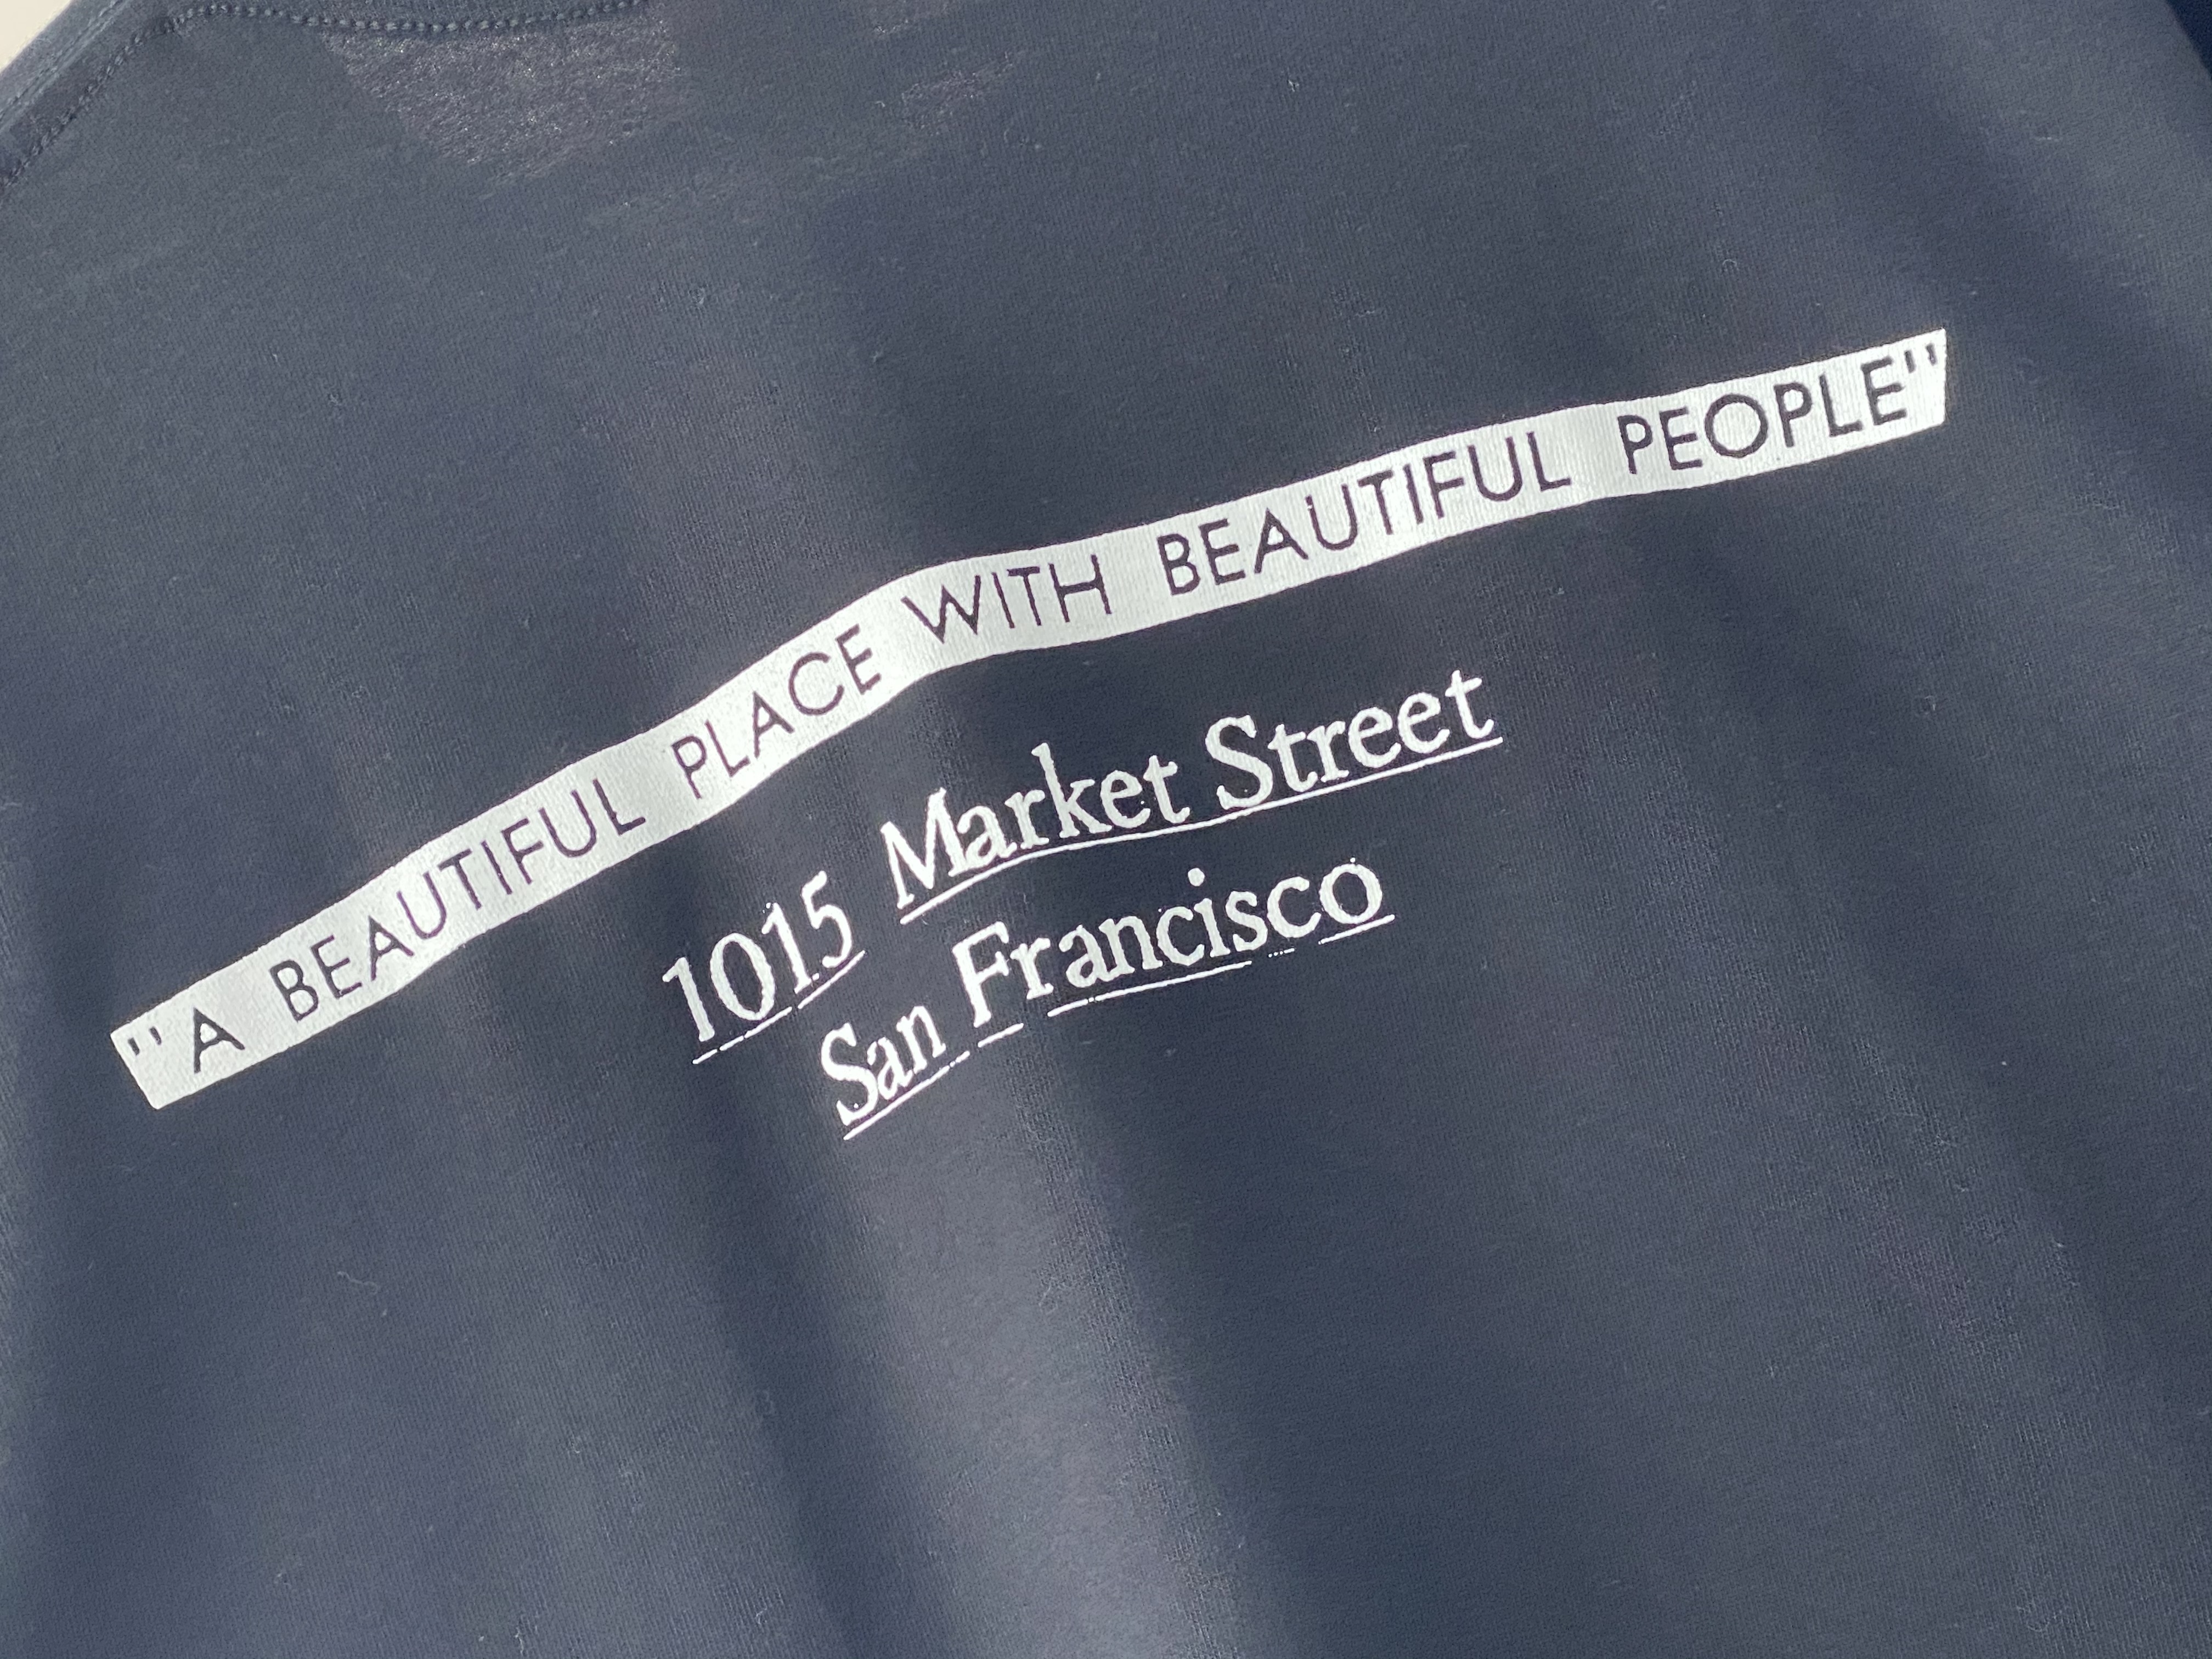 "A BEAUTIFUL PLACE WITH BEAUTIFUL PEOPLE"
1015 Market Street
San Francisco